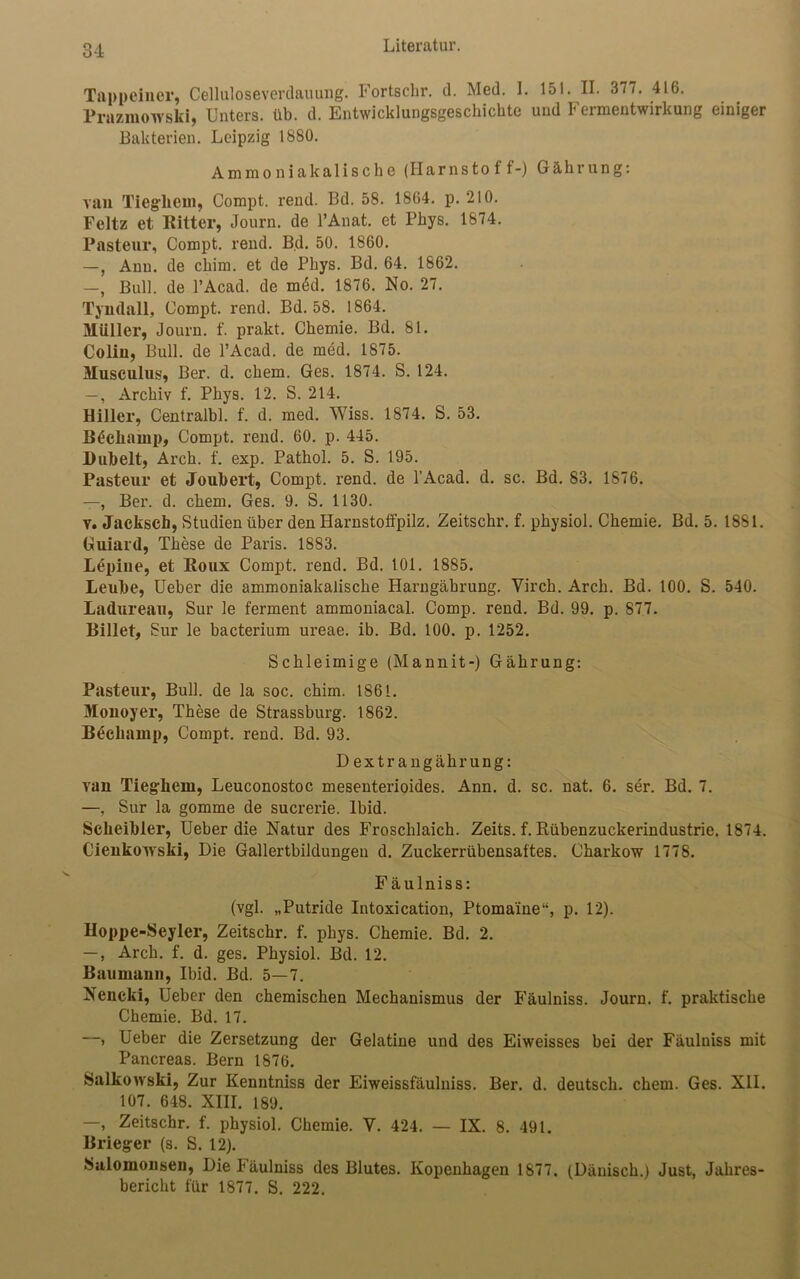 34
Literatur.
Tappeiner, Celluloseverdauung. Fortschr. d. Med. I. 151. II. 377. 416.
Prazmowski, Unters. üb. d. Entwicklungsgeschichte und Fermentwirkung einiger
Bakterien. Leipzig 1880.
Ammoniakalische (Harnstoff-) Gährung:
van Tieghem, Compt. rend. Bd. 58. 1864. p. 210.
Feltz et Ritter, Journ. de l'Anat. et Phys. 1874.
Pasteur, Compt. rend. Bd. 50. 1860.
—, Ann. de chim. et de Phys. Bd. 64. 1862.
—, Bull. de l'Acad. de méd. 1876. No. 27.
Tyndall, Compt. rend. Bd. 58. 1864.
Müller, Journ. f. prakt. Chemie. Bd. 81.
Colin, Bull. de l'Acad. de méd. 1875.
Musculus, Ber. d. chem. Ges. 1874. S. 124.
—, Archiv f. Phys. 12. S. 214.
Hiller, Centralbl. f. d. med. Wiss. 1874. S. 53.
Béchamp, Compt. rend. 60. p. 445.
Dubelt, Arch. f. exp. Pathol. 5. S. 195.
Pasteur et Joubert, Compt. rend. de l'Acad. d. sc. Bd. 83. 1876.
—, Ber. d. chem. Ges. 9. S. 1130.
v. Jacksch, Studien über den Harnstoffpilz. Zeitschr. f. physiol. Chemie. Bd. 5. 1881.
Guiard, Thèse de Paris. 1883.
Lépine, et Roux Compt. rend. Bd. 101. 1885.
Leube, Ueber die ammoniakalische Harngährung. Virch. Arch. Bd. 100. S. 540.
Ladureau, Sur le ferment ammoniacal. Comp. rend. Bd. 99. p. 877.
Billet, Sur le bacterium ureae. ib. Bd. 100. p. 1252.
Schleimige (Mannit-) Gährung:
Pasteur, Bull. de la soc. chim. 1861.
Monoyer, Thèse de Strassburg. 1862.
Béchamp, Compt. rend. Bd. 93.
Dextrangährung:
van Tieghem, Leuconostoc mesenterioides. Ann. d. sc. nat. 6. sér. Bd. 7.
—, Sur la gomme de sucrerie. Ibid.
Scheibler, Ueber die Natur des Froschlaich. Zeits. f. Rübenzuckerindustrie. 1874.
Cienkowski, Die Gallertbildungen d. Zuckerrübensaftes. Charkow 1778.
Fäulniss:
(vgl. „Putride Intoxication, Ptomaïne“, p. 12).
Hoppe-Seyler, Zeitschr. f. phys. Chemie. Bd. 2.
—, Arch. f. d. ges. Physiol. Bd. 12.
Baumann, Ibid. Bd. 5—7.
Nencki, Ueber den chemischen Mechanismus der Fäulniss. Journ. f. praktische
Chemie. Bd. 17.
—, Ueber die Zersetzung der Gelatine und des Eiweisses bei der Fäulniss mit
Pancreas. Bern 1876.
Salkowski, Zur Kenntniss der Eiweissfäulniss. Ber. d. deutsch. chem. Ges. XII.
107. 648. XIII. 189.
—, Zeitschr. f. physiol. Chemie. V. 424. — IX. 8. 491.
Brieger (s. S. 12).
Salomonsen, Die Fäulniss des Blutes. Kopenhagen 1877. (Dänisch.) Just, Jahres-
bericht für 1877. S. 222.